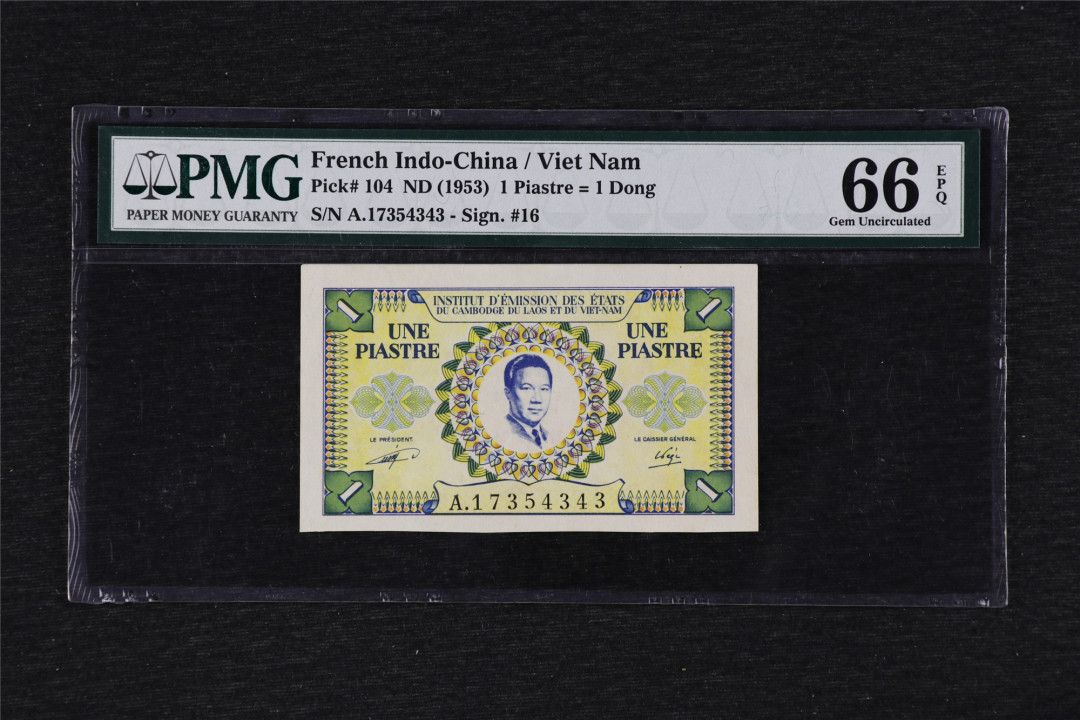 PMG
PAPER MONEY GUARANTY
French Indo-China / Viet Nam
Pick# 104 ND (1953) 1 Piastre = 1 Dong
S/N A.17354343 - Sign. #16
66
EPQ
Gem Uncirculated
1
1
INSTITUT D'ÉMISSION DES ÉTATS
DU CAMBODGE DU LAOS ET DU VIET-NAM
UNE
PIASTRE
UNE
PIASTRE
LE PRÉSIDENT
LE CAISSIER GÉNÉRAL
1
1
A.17354343